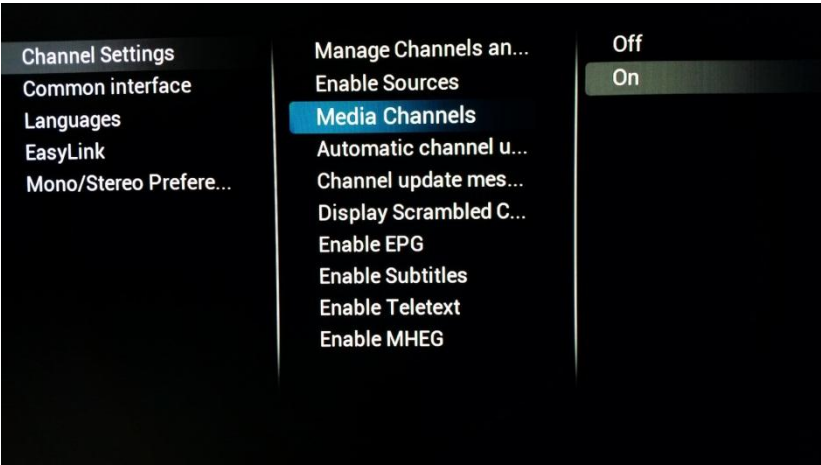 Channel Settings
Common interface
Languages
EasyLink
Mono/Stereo Prefere...
Manage Channels an...
Enable Sources
Media Channels
Automatic channel u...
Channel update mes...
Display Scrambled C...
Enable EPG
Enable Subtitles
Enable Teletext
Enable MHEG
Off
On